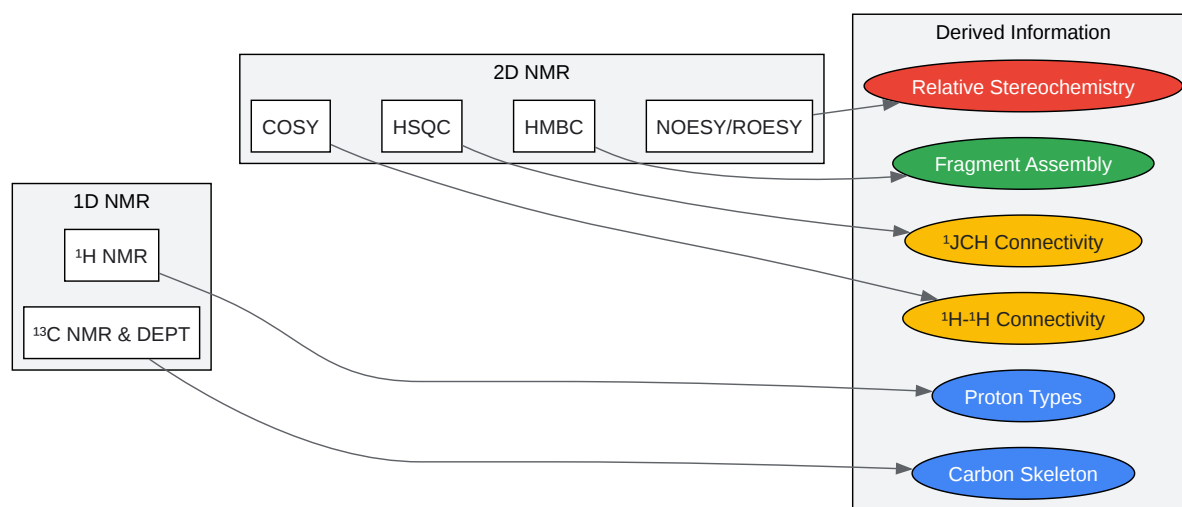 Derived Information
Relative Stereochemistry
Fragment Assembly
¹JCH Connectivity
¹H-¹H Connectivity
Proton Types
Carbon Skeleton
2D NMR
COSY
HSQC
HMBC
NOESY/ROESY
1D NMR
¹H NMR
¹³C NMR & DEPT